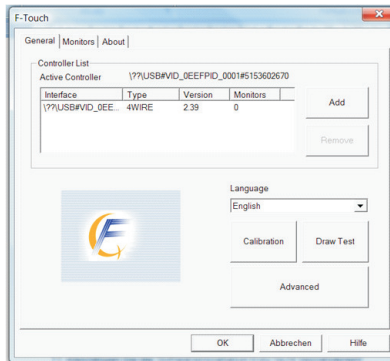 F-Touch
General Monitors About
Controller List
Active Controller \??\USB#VID_0EEFPID_0001#5153602670
Interface Type Version Monitors
\??\USB#VID_0EE... 4WIRE 2.39 0
Add
Remove
Language
English
Calibration Draw Test
Advanced
OK Abbrechen Hilfe